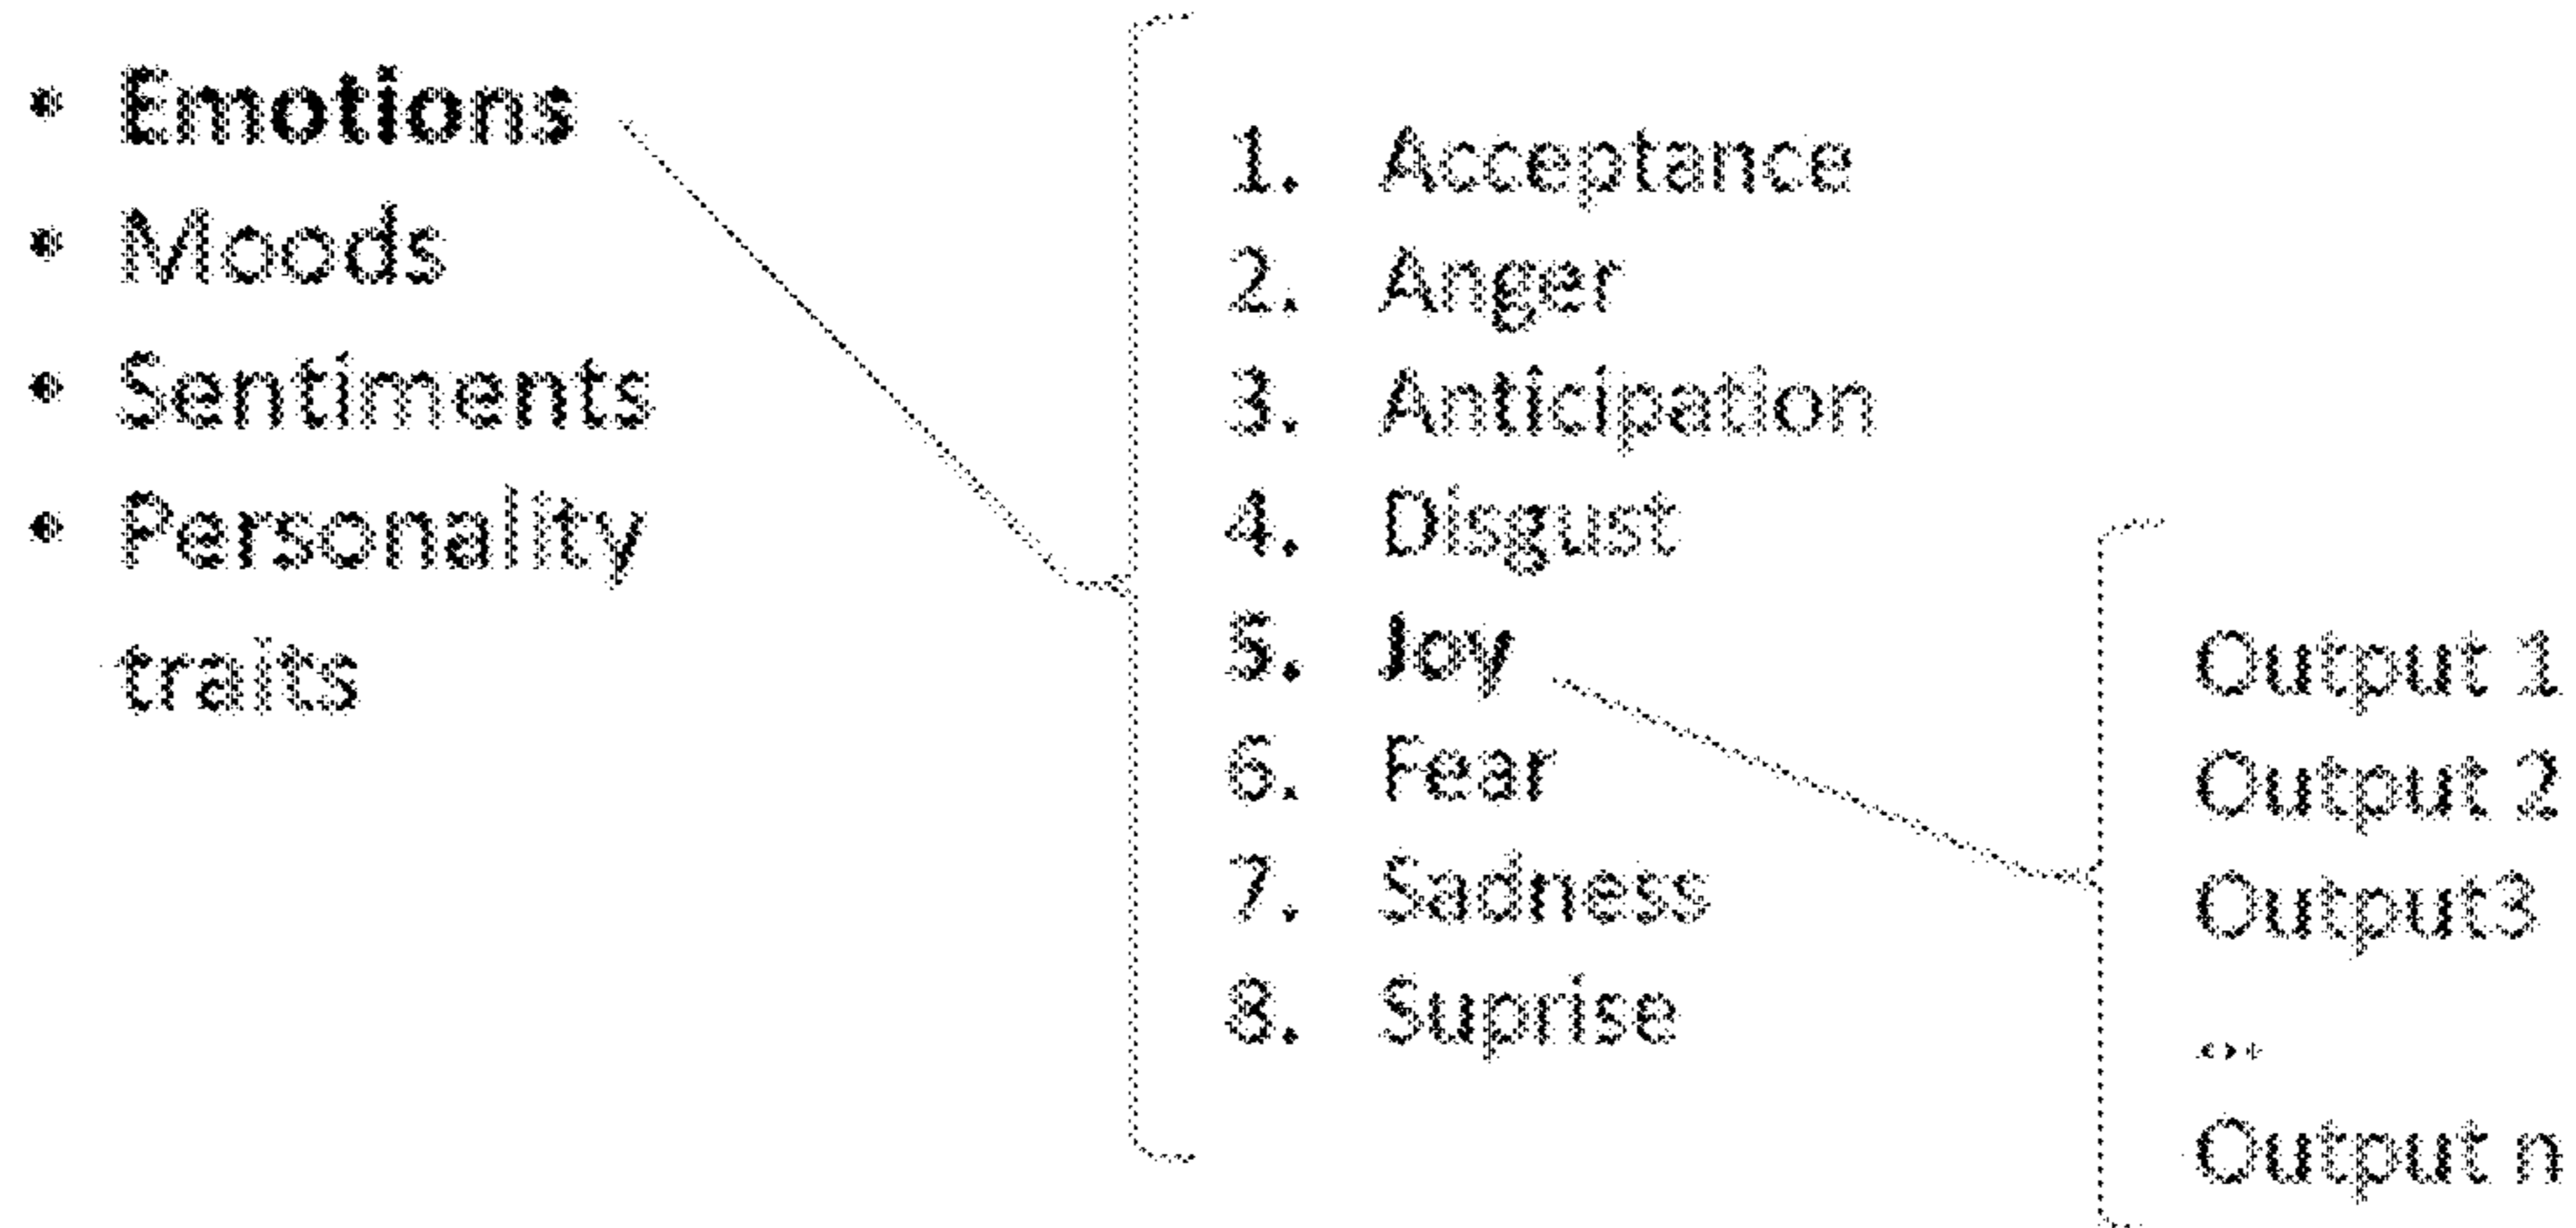 • Emotions
• Moods
• Sentiments
• Personality
traits
1. Acceptance
2. Anger
3. Anticipation
4. Disgust
5. Joy
6. Fear
7. Sadness
8. Suprise
Output 1
Output 2
Output3
...
Output n